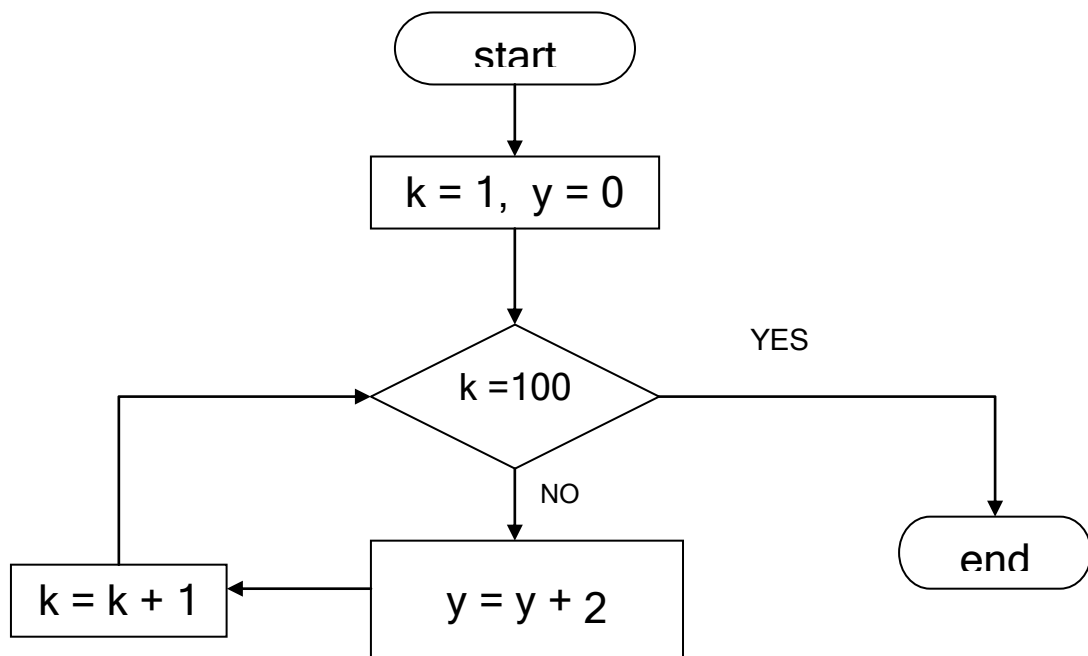 start
k = 1, y = 0
k =100
YES
NO
y = y + 2
k = k + 1
end